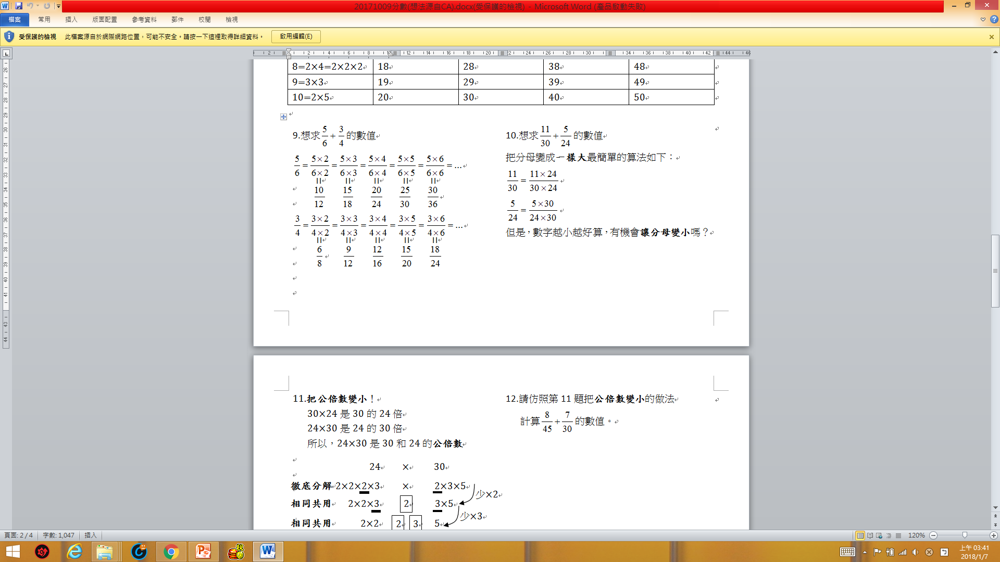 20171009分數(想法源自CA).docx(受保護的檢視) - Microsoft Word (產品啟動失敗)
檔案 常用 插入 版面配置 參考資料 郵件 校閱 檢視
受保護的檢視 此檔案源自於網際網路位置，可能不安全。請按一下這裡取得詳細資料。 啟用編輯(E)
8=2×4=2×2×2 18 28 38 48
9=3×3 19 29 39 49
10=2×5 20 30 40 50
9.想求 5/6 + 3/4 的數值
5/6 = 5×2/6×2 = 5×3/6×3 = 5×4/6×4 = 5×5/6×5 = 5×6/6×6 = ...
= = = = =
10/12 15/18 20/24 25/30 30/36
3/4 = 3×2/4×2 = 3×3/4×3 = 3×4/4×4 = 3×5/4×5 = 3×6/4×6 = ...
= = = = =
6/8 9/12 12/16 15/20 18/24
10.想求 11/30 + 5/24 的數值
把分母變成一樣大最簡單的算法如下：
11/30 = 11×24/30×24
5/24 = 5×30/24×30
但是，數字越小越好算，有機會讓分母變小嗎？
11.把公倍數變小！
30×24 是 30 的 24 倍
24×30 是 24 的 30 倍
所以，24×30 是 30 和 24 的公倍數
24 × 30
徹底分解 2×2×2×3 × 2×3×5
少×2
相同共用 2×2×3 2 3×5
少×3
相同共用 2×2 2 3 5
12.請仿照第 11 題把公倍數變小的做法
計算 8/45 + 7/30 的數值。
頁面: 2 / 4 字數: 1,047 插入 120%
上午 03:41
2018/1/7